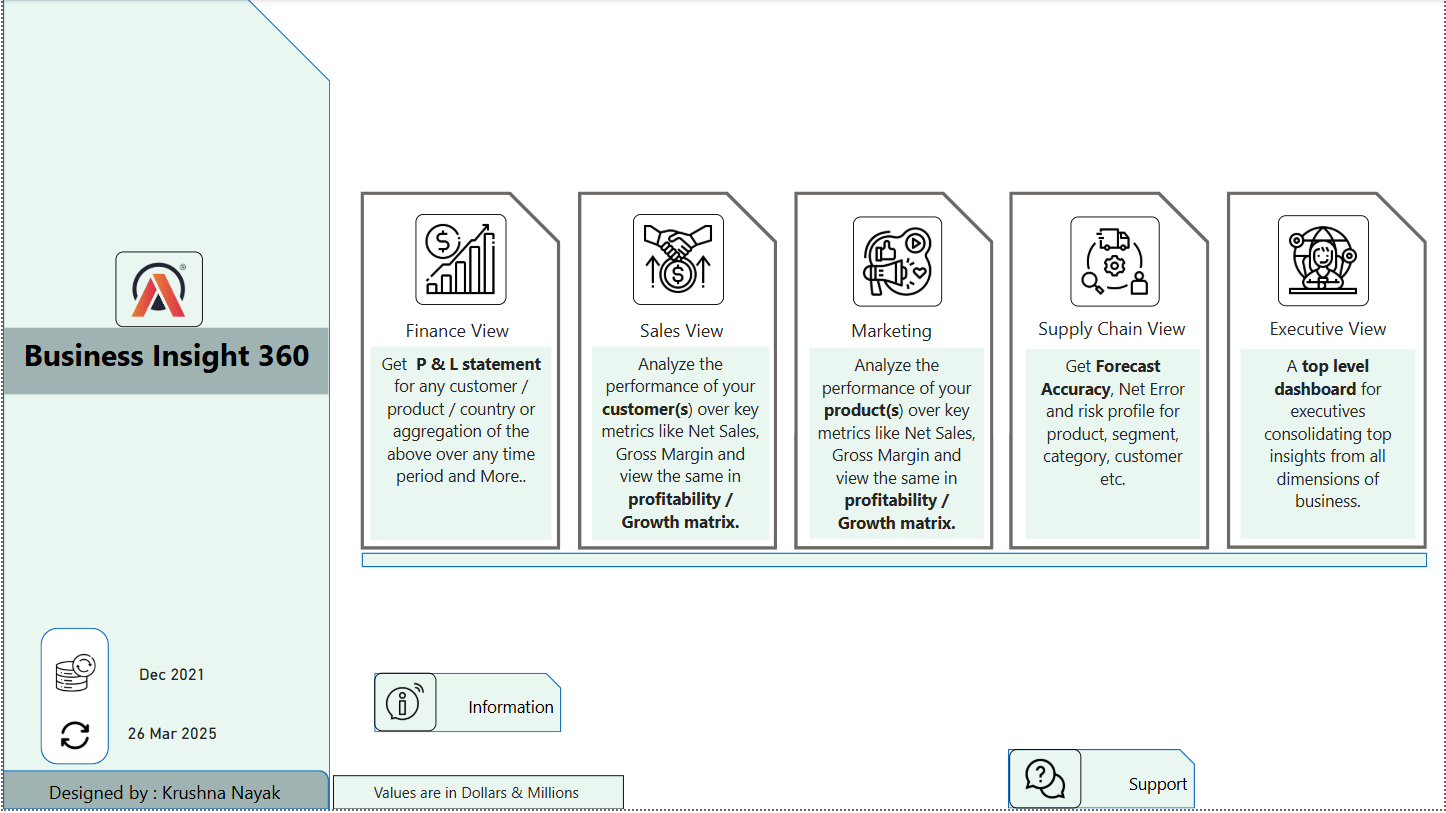 Business Insight 360
Dec 2021
26 Mar 2025
Designed by : Krushna Nayak
Finance View
Get  P & L statement
for any customer /
product / country or
aggregation of the
above over any time
period and More..
Sales View
Analyze the
performance of your
customer(s) over key
metrics like Net Sales,
Gross Margin and
view the same in
profitability /
Growth matrix.
Marketing
Analyze the
performance of your
product(s) over key
metrics like Net Sales,
Gross Margin and
view the same in
profitability /
Growth matrix.
Supply Chain View
Get Forecast
Accuracy, Net Error
and risk profile for
product, segment,
category, customer
etc.
Executive View
A top level
dashboard for
executives
consolidating top
insights from all
dimensions of
business.
Information
Support
Values are in Dollars & Millions